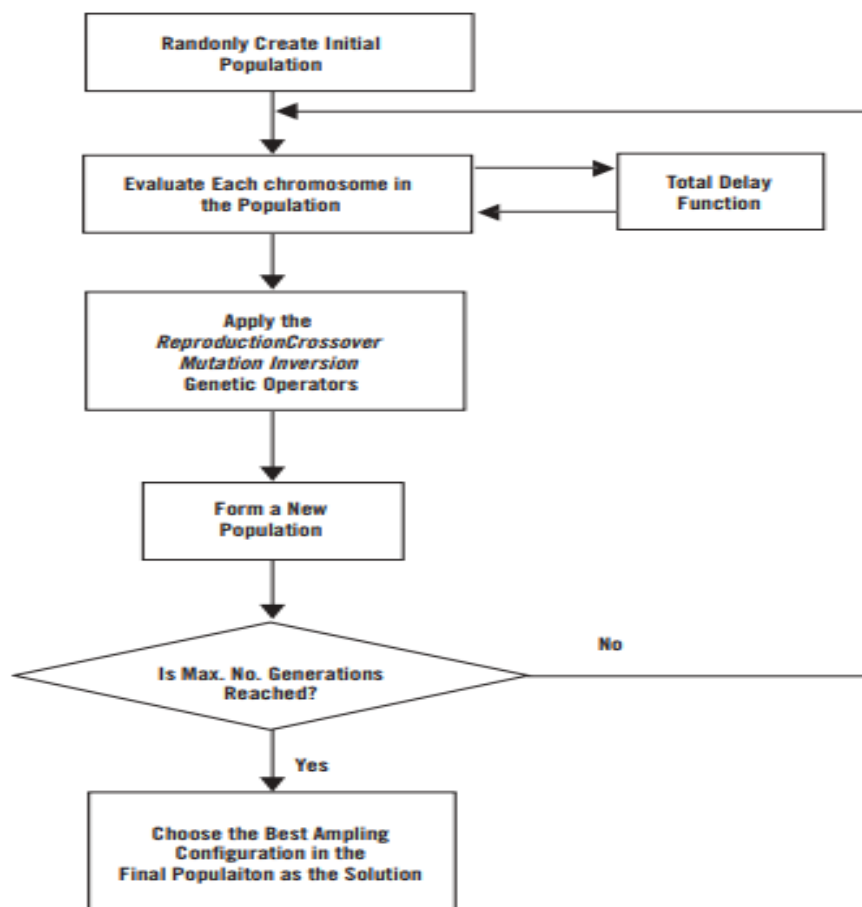 Randonly Create Initial
Population
Evaluate Each chromosome in
the Population
Total Delay
Function
Apply the
ReproductionCrossover
Mutation Inversion
Genetic Operators
Form a New
Population
Is Max. No. Generations
Reached?
No
Yes
Choose the Best Ampling
Configuration in the
Final Populaiton as the Solution